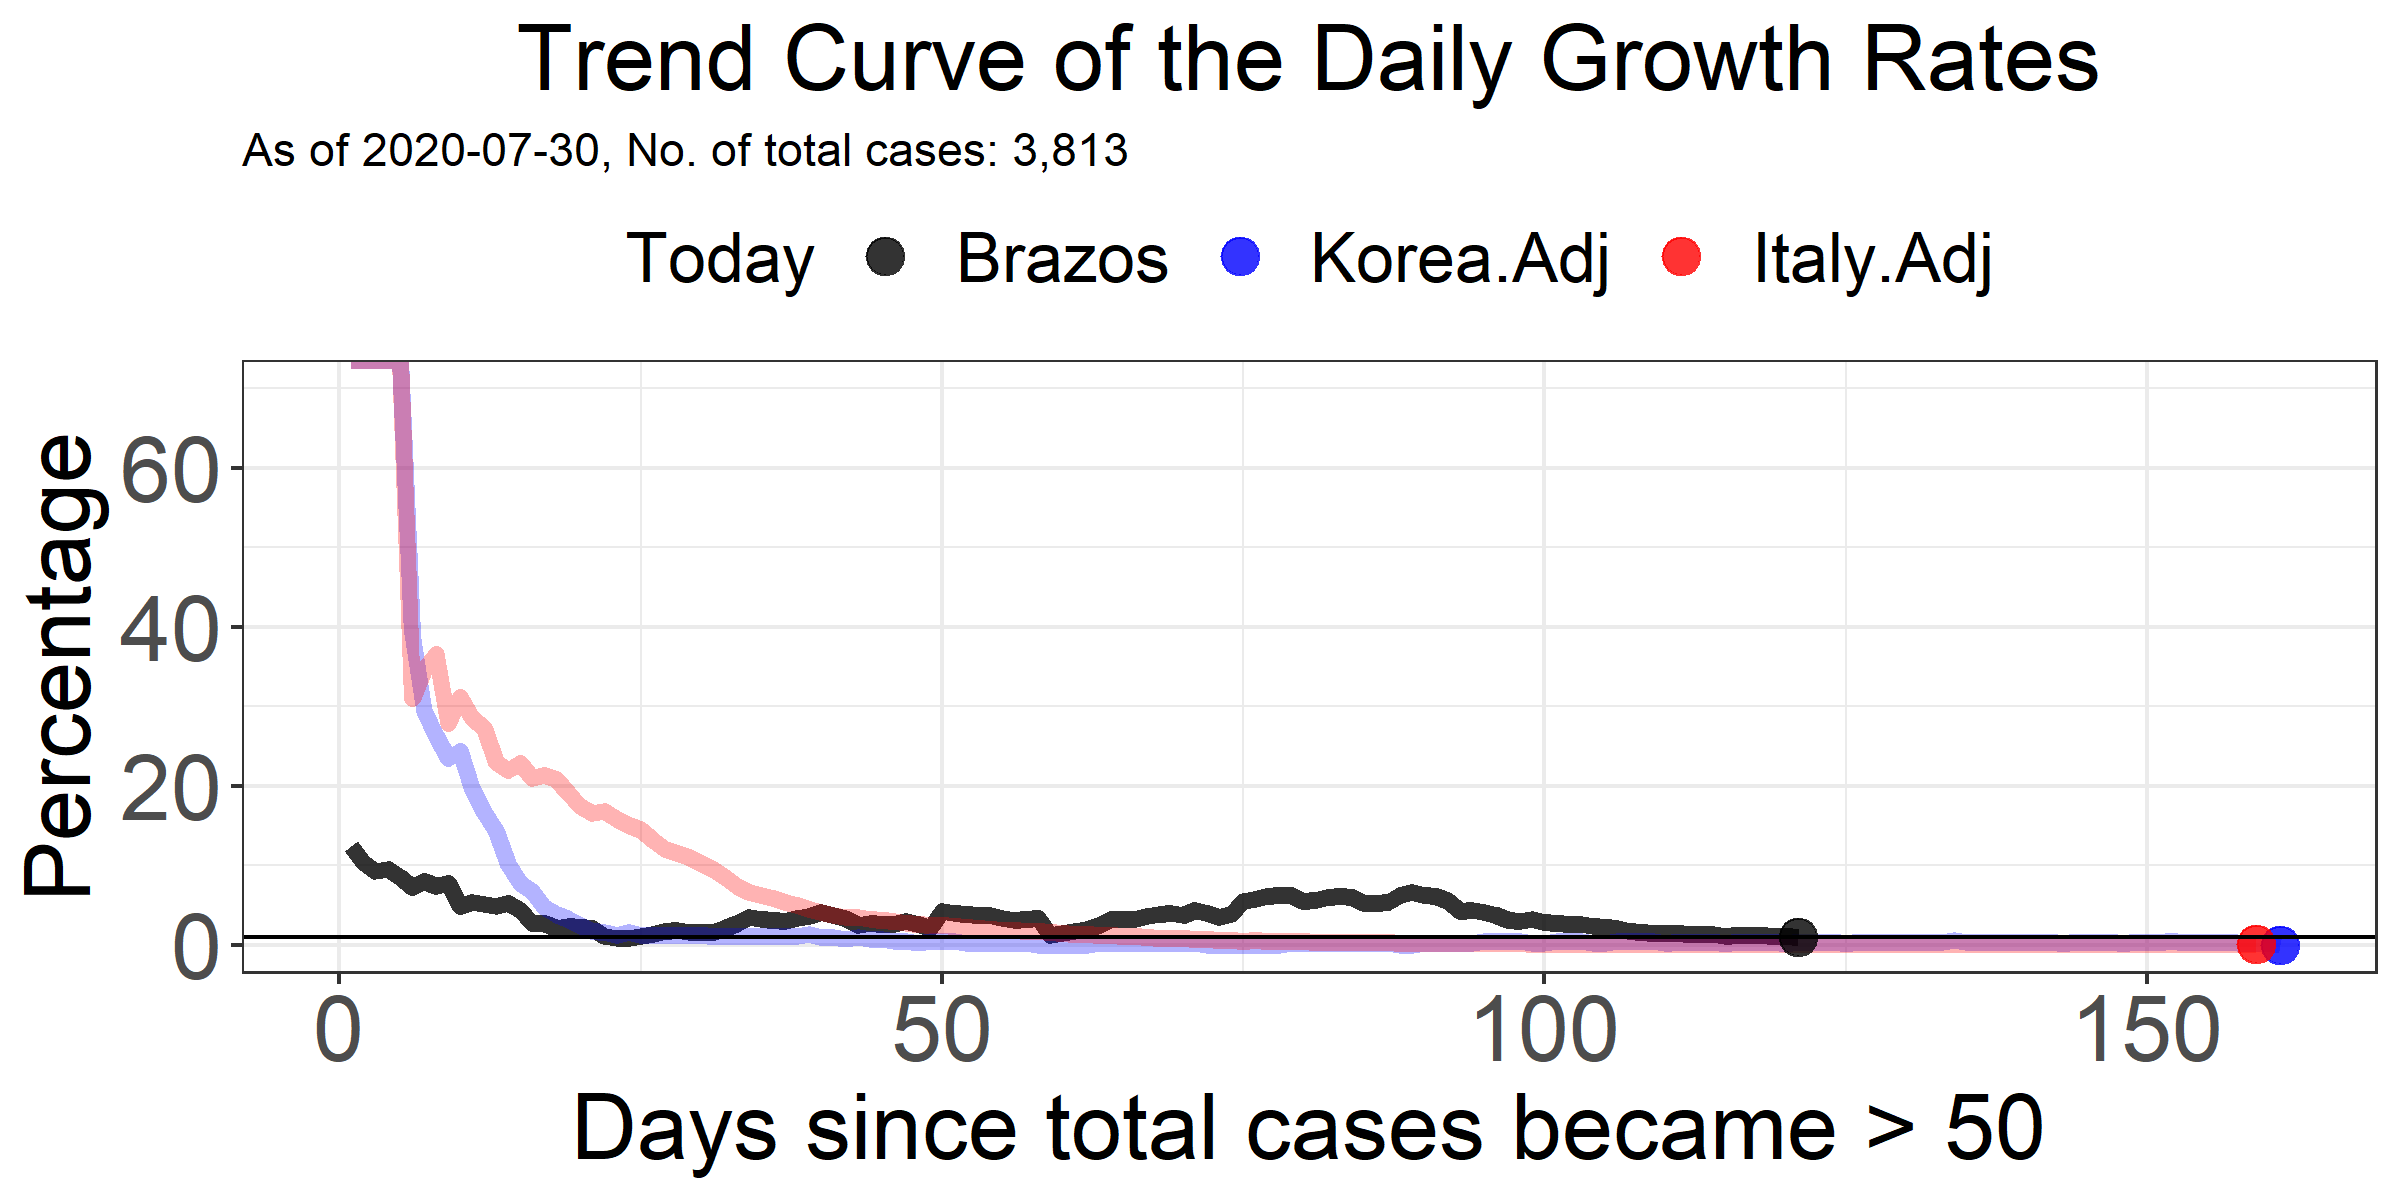 Trend Curve of the Daily Growth Rates
As of 2020-07-30, No. of total cases: 3,813
Today Brazos Korea.Adj Italy.Adj
Percentage
60
40
20
0
0 50 100 150
Days since total cases became > 50